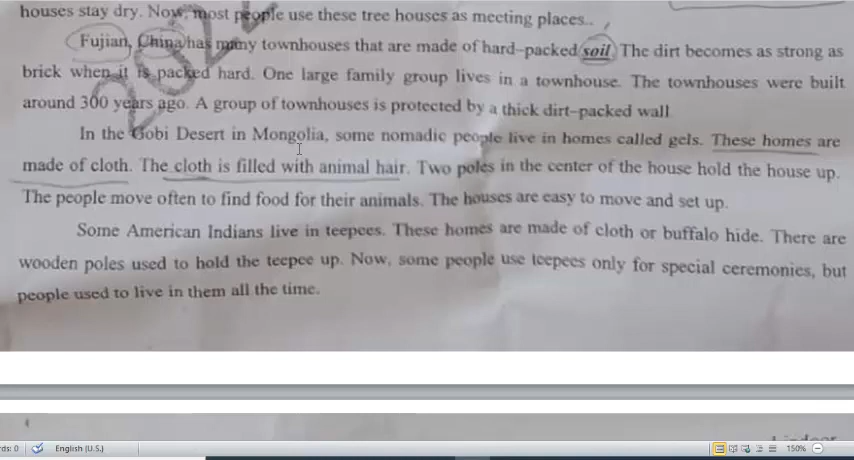 houses stay dry. Now, most people use these tree houses as meeting places..
Fujian, China has many townhouses that are made of hard-packed soil. The dirt becomes as strong as
brick when it is packed hard. One large family group lives in a townhouse. The townhouses were built
around 300 years ago. A group of townhouses is protected by a thick dirt-packed wall.
In the Gobi Desert in Mongolia, some nomadic people live in homes called gels. These homes are
made of cloth. The cloth is filled with animal hair. Two poles in the center of the house hold the house up.
The people move often to find food for their animals. The houses are easy to move and set up.
Some American Indians live in teepees. These homes are made of cloth or buffalo hide. There are
wooden poles used to hold the teepee up. Now, some people use teepees only for special ceremonies, but
people used to live in them all the time.
202
English (U.S.)
150%